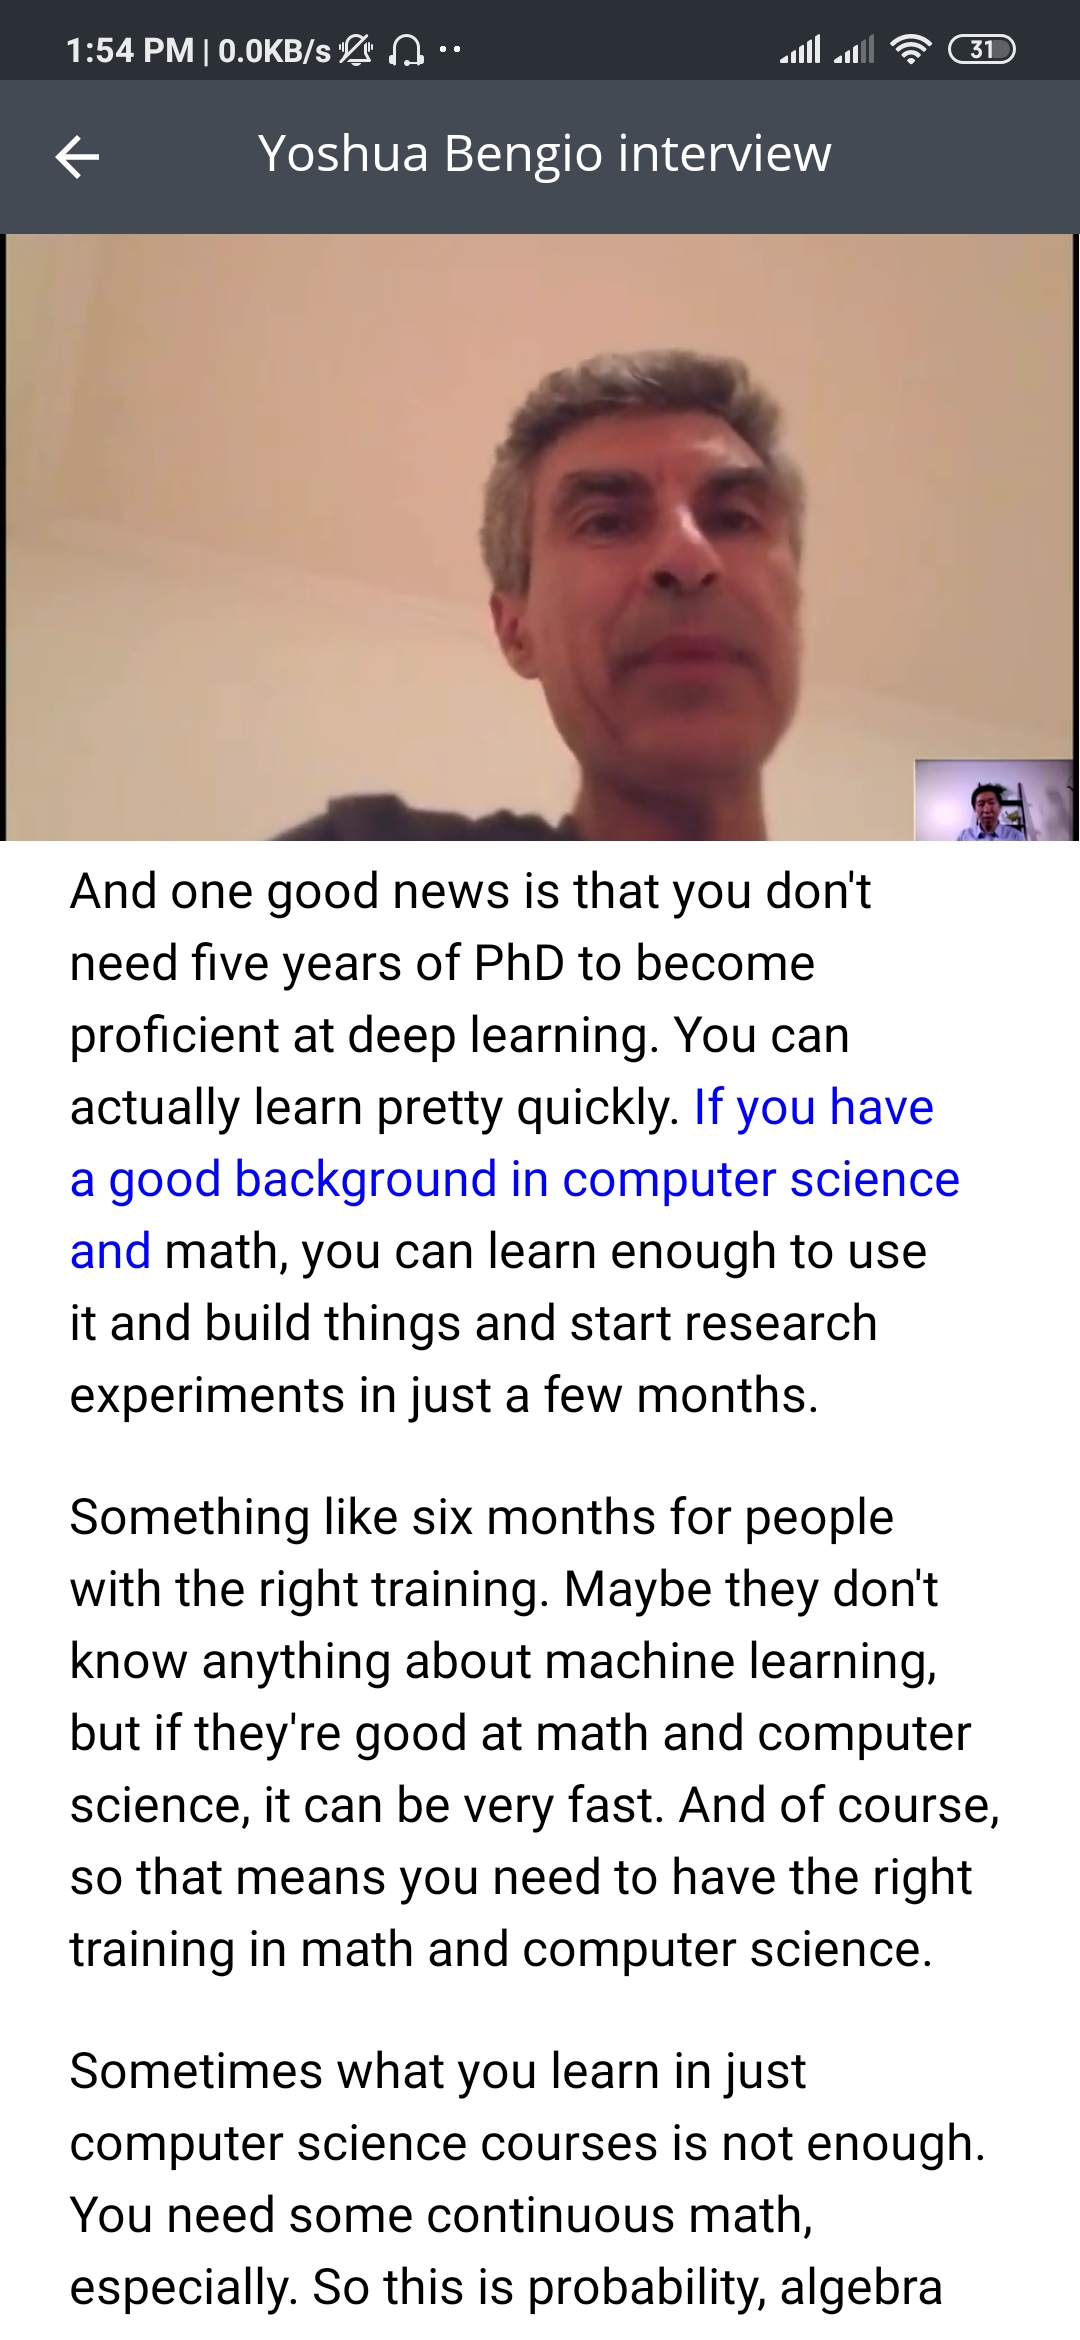 1:54 PM | 0.0KB/s
31
Yoshua Bengio interview
And one good news is that you don't
need five years of PhD to become
proficient at deep learning. You can
actually learn pretty quickly. If you have
a good background in computer science
and math, you can learn enough to use
it and build things and start research
experiments in just a few months.
Something like six months for people
with the right training. Maybe they don't
know anything about machine learning,
but if they're good at math and computer
science, it can be very fast. And of course,
so that means you need to have the right
training in math and computer science.
Sometimes what you learn in just
computer science courses is not enough.
You need some continuous math,
especially. So this is probability, algebra